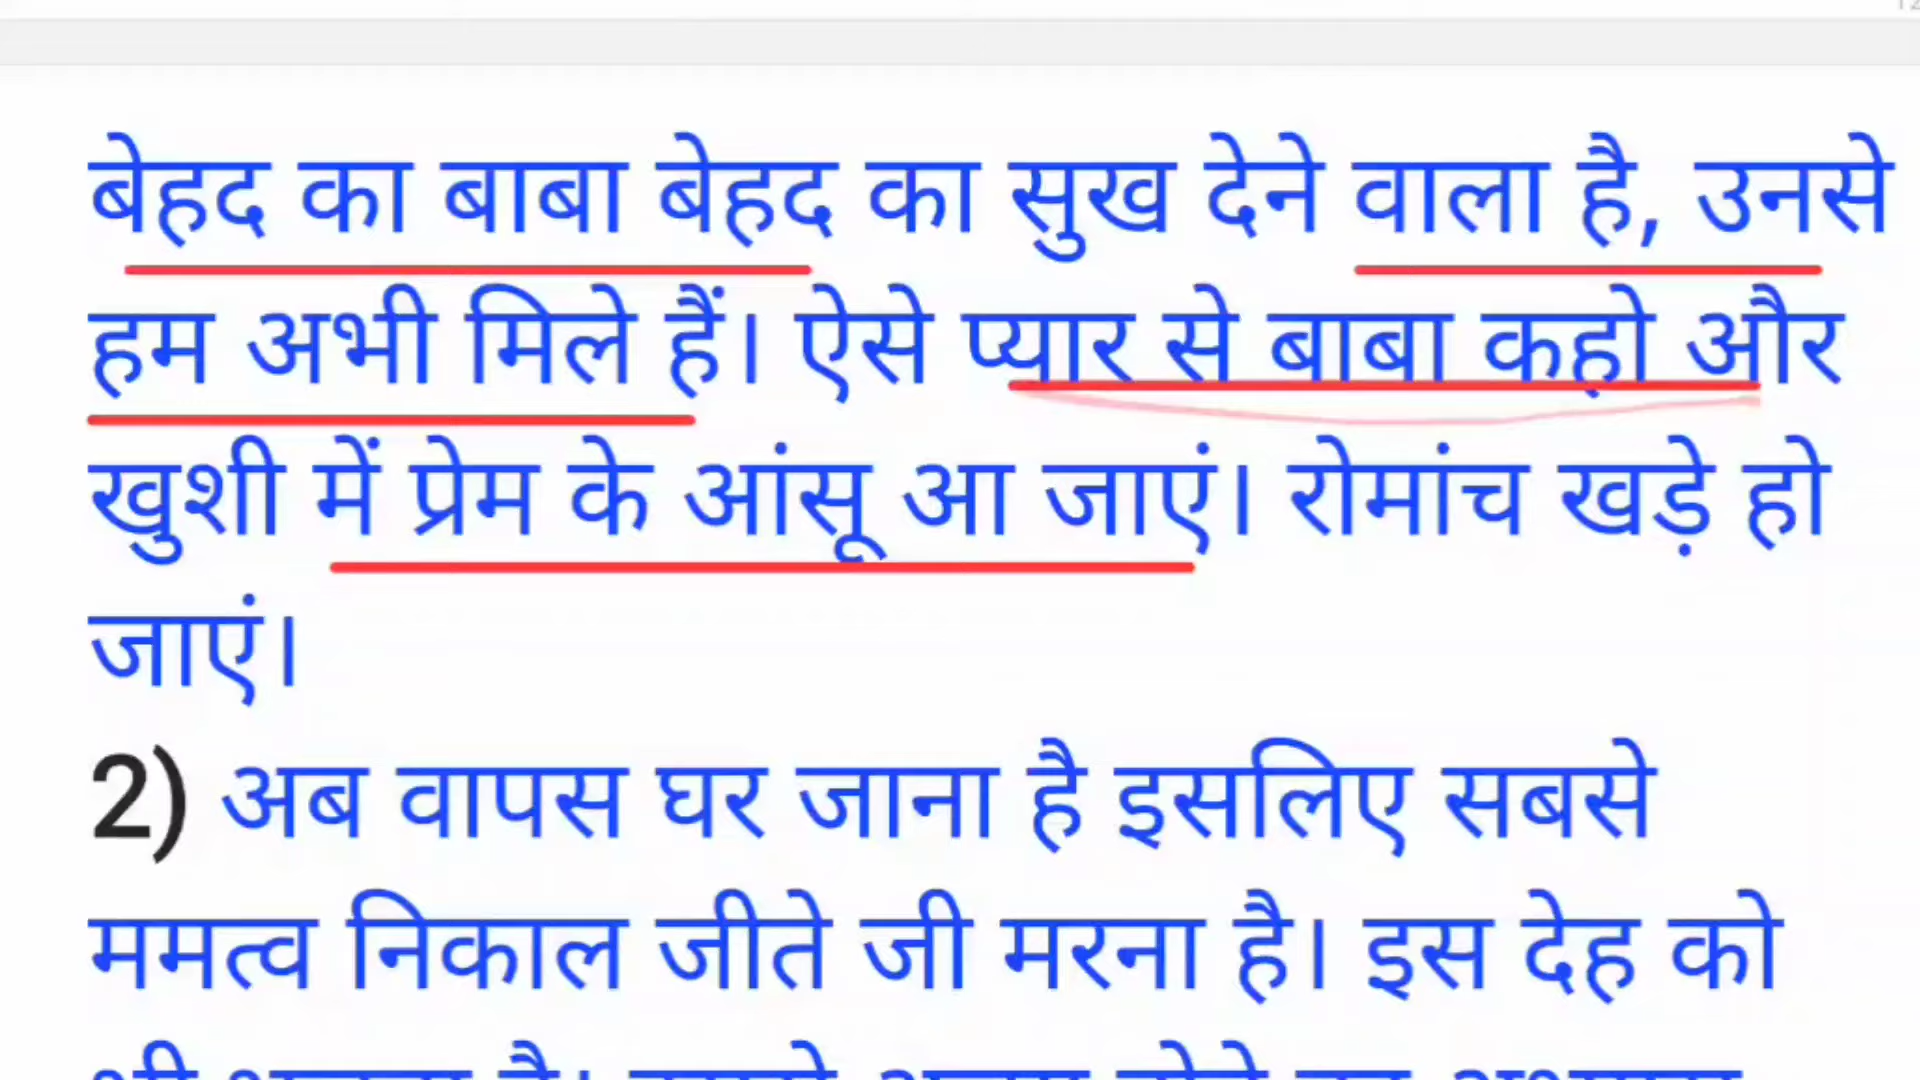 बेहद का बाबा बेहद का सुख देने वाला है, उनसे
हम अभी मिले हैं। ऐसे प्यार से बाबा कहो और
खुशी में प्रेम के आंसू आ जाएं। रोमांच खड़े हो
जाएं।
2) अब वापस घर जाना है इसलिए सबसे
ममत्व निकाल जीते जी मरना है। इस देह को